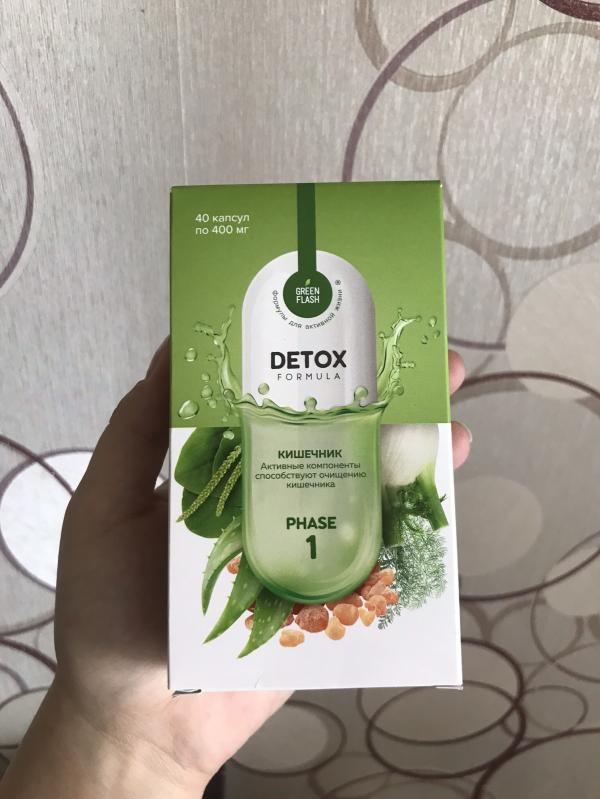 40 капсул
по 400 мг
GREEN
FLASH
формулы для активной жизни ®
DETOX
FORMULA
КИШЕЧНИК
Активные компоненты
способствуют очищению
кишечника
PHASE
1